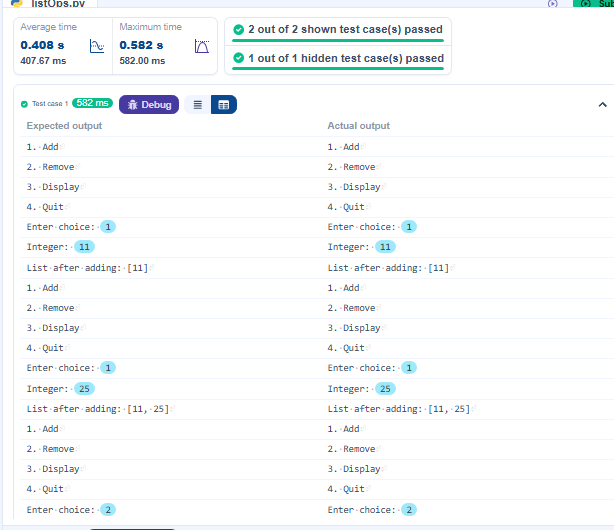 listOps.py
Average time
0.408 s
407.67 ms
Maximum time
0.582 s
582.00 ms
2 out of 2 shown test case(s) passed
1 out of 1 hidden test case(s) passed
Test case 1 582 ms Debug
Expected output Actual output
1. Add 1. Add
2. Remove 2. Remove
3. Display 3. Display
4. Quit 4. Quit
Enter choice: 1 Enter choice: 1
Integer: 11 Integer: 11
List after adding: [11] List after adding: [11]
1. Add 1. Add
2. Remove 2. Remove
3. Display 3. Display
4. Quit 4. Quit
Enter choice: 1 Enter choice: 1
Integer: 25 Integer: 25
List after adding: [11, 25] List after adding: [11, 25]
1. Add 1. Add
2. Remove 2. Remove
3. Display 3. Display
4. Quit 4. Quit
Enter choice: 2 Enter choice: 2